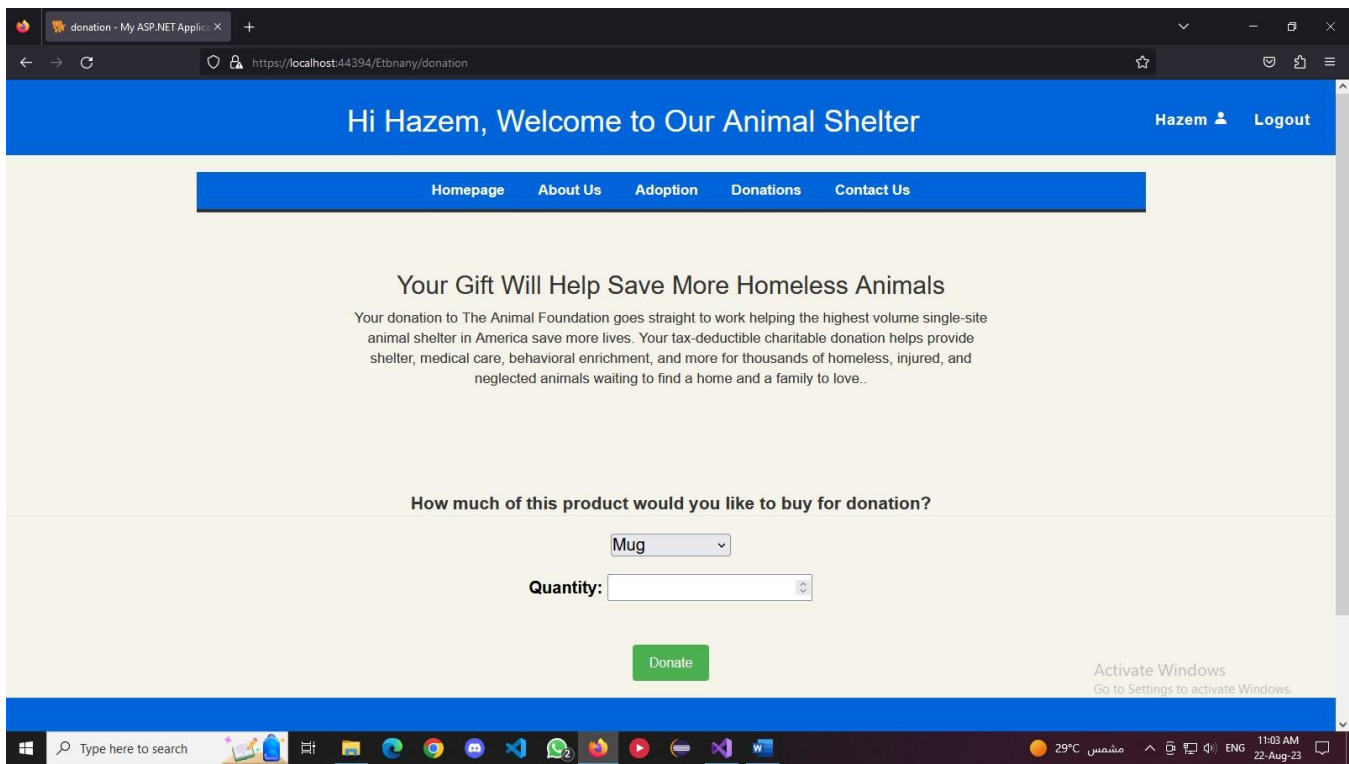 donation - My ASP.NET Applica
https://localhost:44394/Etbnany/donation
Hi Hazem, Welcome to Our Animal Shelter
Hazem Logout
Homepage About Us Adoption Donations Contact Us
Your Gift Will Help Save More Homeless Animals
Your donation to The Animal Foundation goes straight to work helping the highest volume single-site
animal shelter in America save more lives. Your tax-deductible charitable donation helps provide
shelter, medical care, behavioral enrichment, and more for thousands of homeless, injured, and
neglected animals waiting to find a home and a family to love..
How much of this product would you like to buy for donation?
Mug
Quantity:
Donate
Activate Windows
Go to Settings to activate Windows.
Type here to search
2
29°C مشمس
ENG
11:03 AM
22-Aug-23